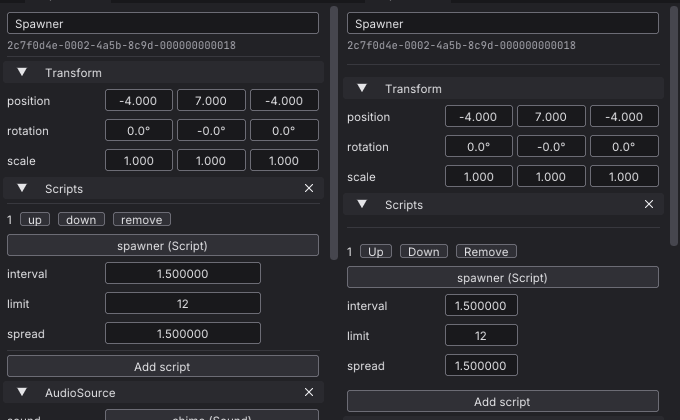 Spawner
2c7f0d4e-0002-4a5b-8c9d-000000000018
Transform
position -4.000 7.000 -4.000
rotation 0.0° -0.0° 0.0°
scale 1.000 1.000 1.000
Scripts ×
1 up down remove
spawner (Script)
interval 1.500000
limit 12
spread 1.500000
Add script
AudioSource ×
Spawner
2c7f0d4e-0002-4a5b-8c9d-000000000018
Transform
position -4.000 7.000 -4.000
rotation 0.0° -0.0° 0.0°
scale 1.000 1.000 1.000
Scripts ×
1 Up Down Remove
spawner (Script)
interval 1.500000
limit 12
spread 1.500000
Add script